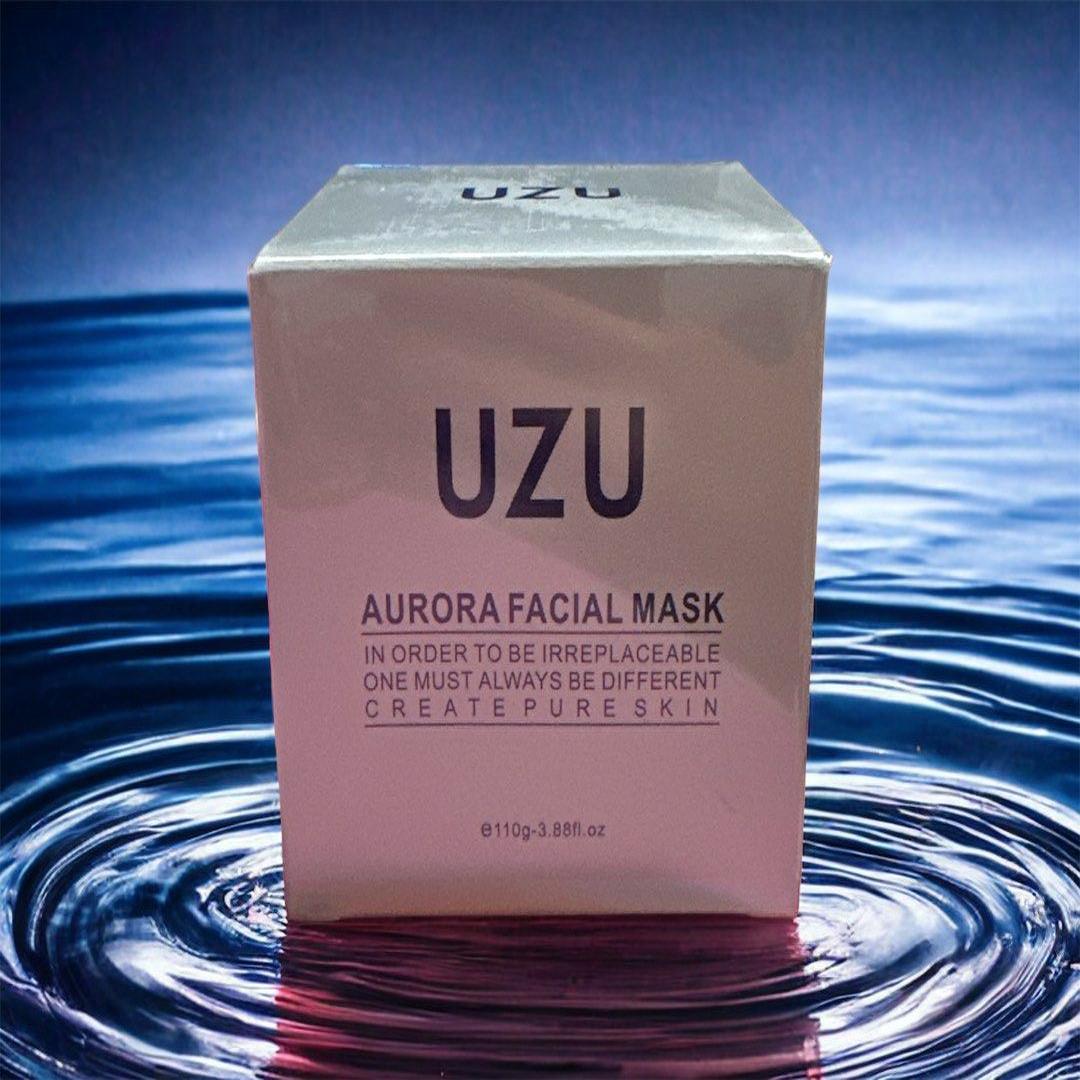 UZU
UZU
AURORA FACIAL MASK
IN ORDER TO BE IRREPLACEABLE
ONE MUST ALWAYS BE DIFFERENT
CREATE PURE SKIN
℮110g-3.88fl.oz